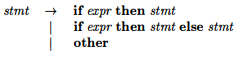 stmt → if expr then stmt
| if expr then stmt else stmt
| other